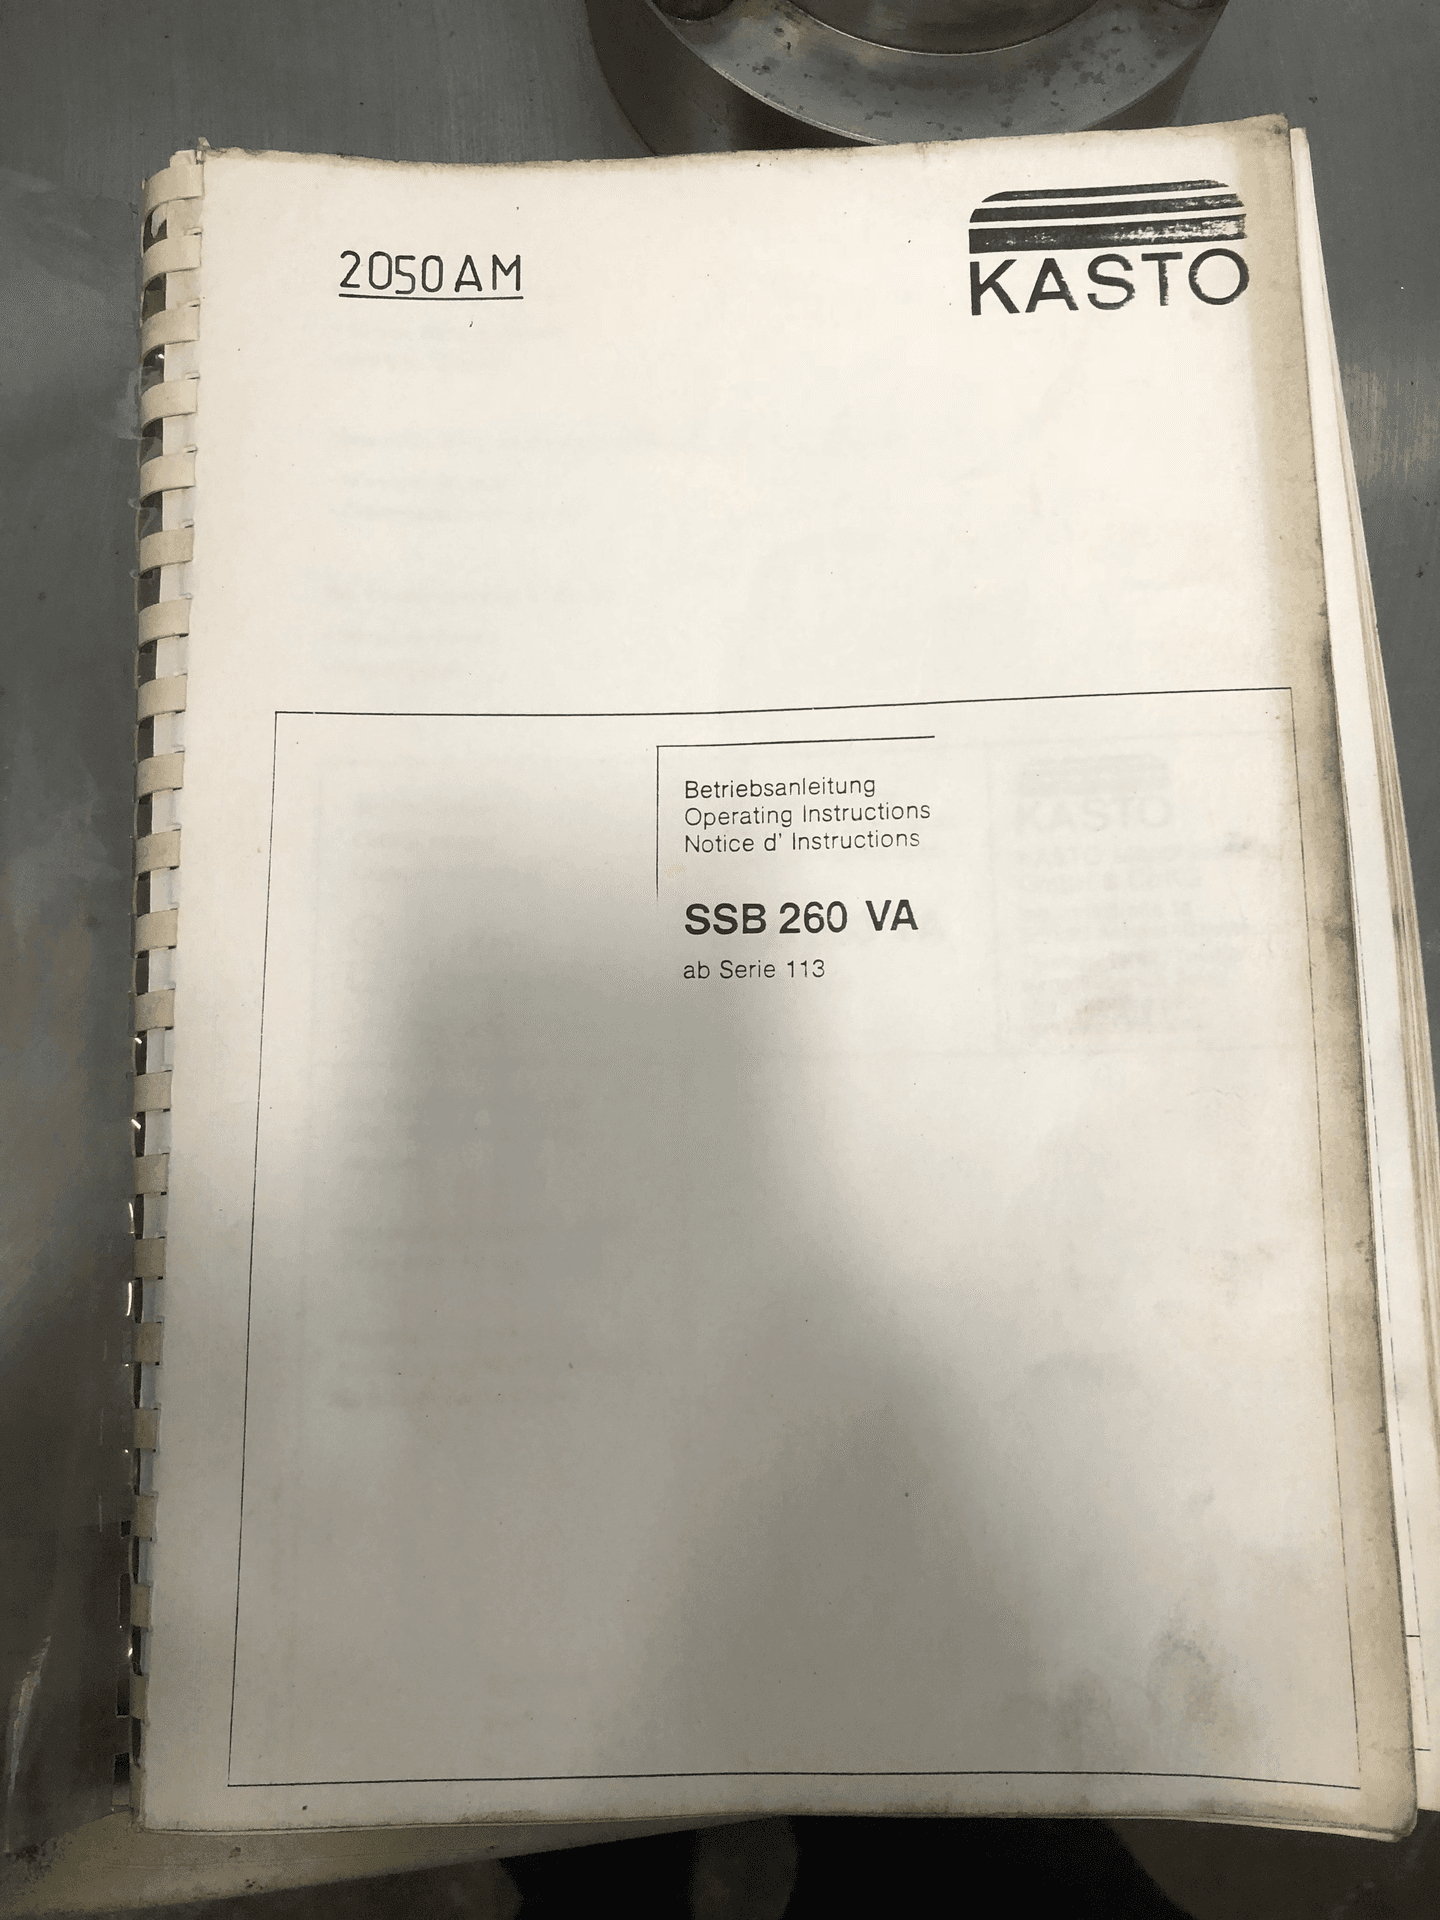 2050AM
KASTO
Betriebsanleitung
Operating Instructions
Notice d' Instructions
SSB 260 VA
ab Serie 113